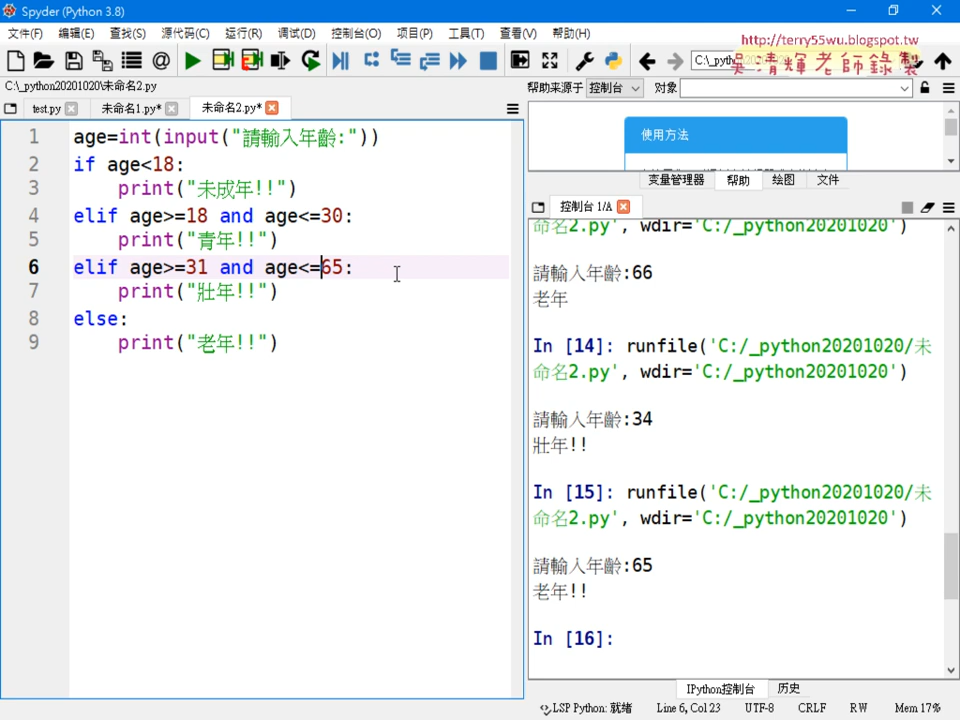 Spyder (Python 3.8)
文件(F) 编辑(E) 查找(S) 源代码(C) 运行(R) 调试(D) 控制台(O) 项目(P) 工具(T) 查看(V) 帮助(H)
http://terry55wu.blogspot.tw
吳清輝老師錄製
C:\_python20201020\未命名2.py
test.py 未命名1.py* 未命名2.py*
1 age=int(input("請輸入年齡:"))
2 if age<18:
3 print("未成年!!")
4 elif age>=18 and age<=30:
5 print("青年!!")
6 elif age>=31 and age<=65:
7 print("壯年!!")
8 else:
9 print("老年!!")
帮助来源于 控制台 对象
使用方法
变量管理器 帮助 绘图 文件
控制台 1/A
命名2.py', wdir='C:/_python20201020')
請輸入年齡:66
老年
In [14]: runfile('C:/_python20201020/未
命名2.py', wdir='C:/_python20201020')
請輸入年齡:34
壯年!!
In [15]: runfile('C:/_python20201020/未
命名2.py', wdir='C:/_python20201020')
請輸入年齡:65
老年!!
In [16]:
IPython控制台 历史
LSP Python: 就绪 Line 6, Col 23 UTF-8 CRLF RW Mem 17%